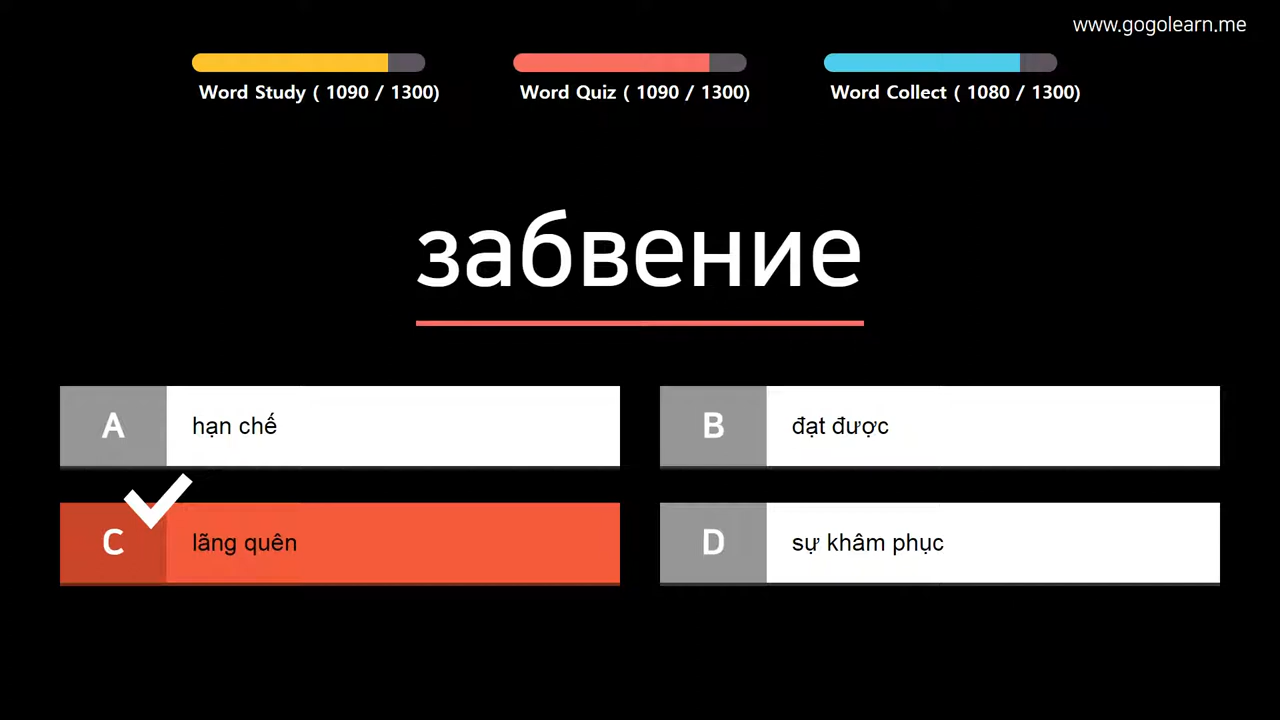 www.gogolearn.me
Word Study ( 1090 / 1300)
Word Quiz ( 1090 / 1300)
Word Collect ( 1080 / 1300)
забвение
A hạn chế
B đạt được
C lãng quên
D sự khâm phục